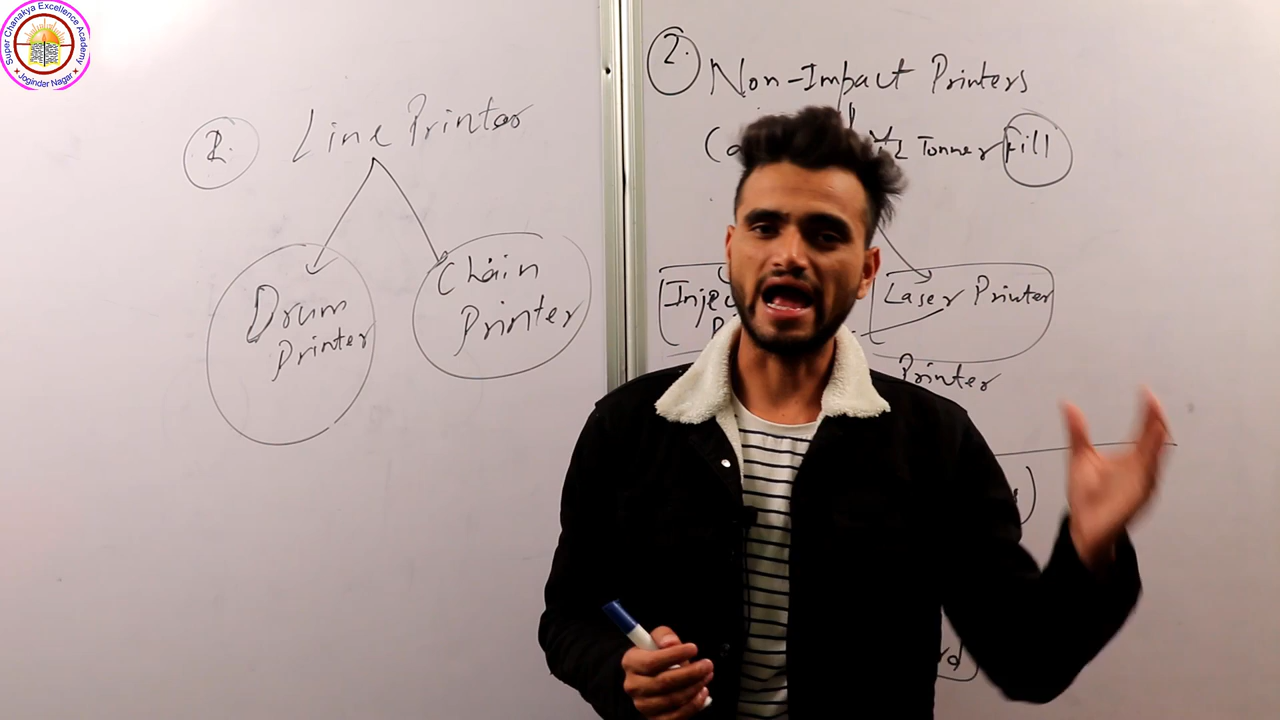 Super Chanakya Excellence Academy
Joginder Nagar
2.
Line Printer
Drum
Printer
Chain
Printer
2.
Non-Impact Printers
Tonner Fill
Laser Printer
Printer